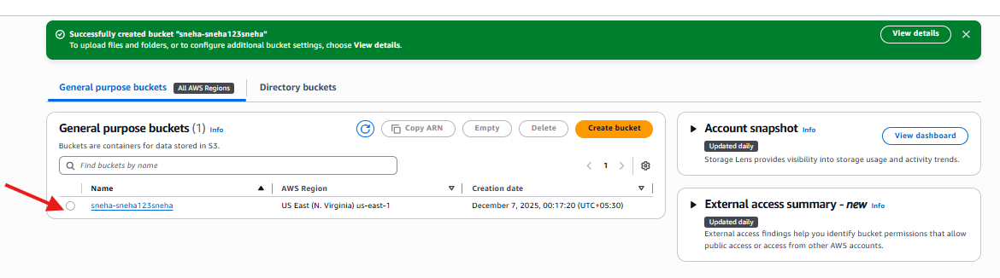 Successfully created bucket "sneha-sneha123sneha"
To upload files and folders, or to configure additional bucket settings, choose View details.
View details
General purpose buckets All AWS Regions
Directory buckets
General purpose buckets (1) Info
Copy ARN
Empty
Delete
Create bucket
Buckets are containers for data stored in S3.
Find buckets by name
1
Name
AWS Region
Creation date
sneha-sneha123sneha
US East (N. Virginia) us-east-1
December 7, 2025, 00:17:20 (UTC+05:30)
Account snapshot Info
Updated daily
View dashboard
Storage Lens provides visibility into storage usage and activity trends.
External access summary - new Info
Updated daily
External access findings help you identify bucket permissions that allow
public access or access from other AWS accounts.